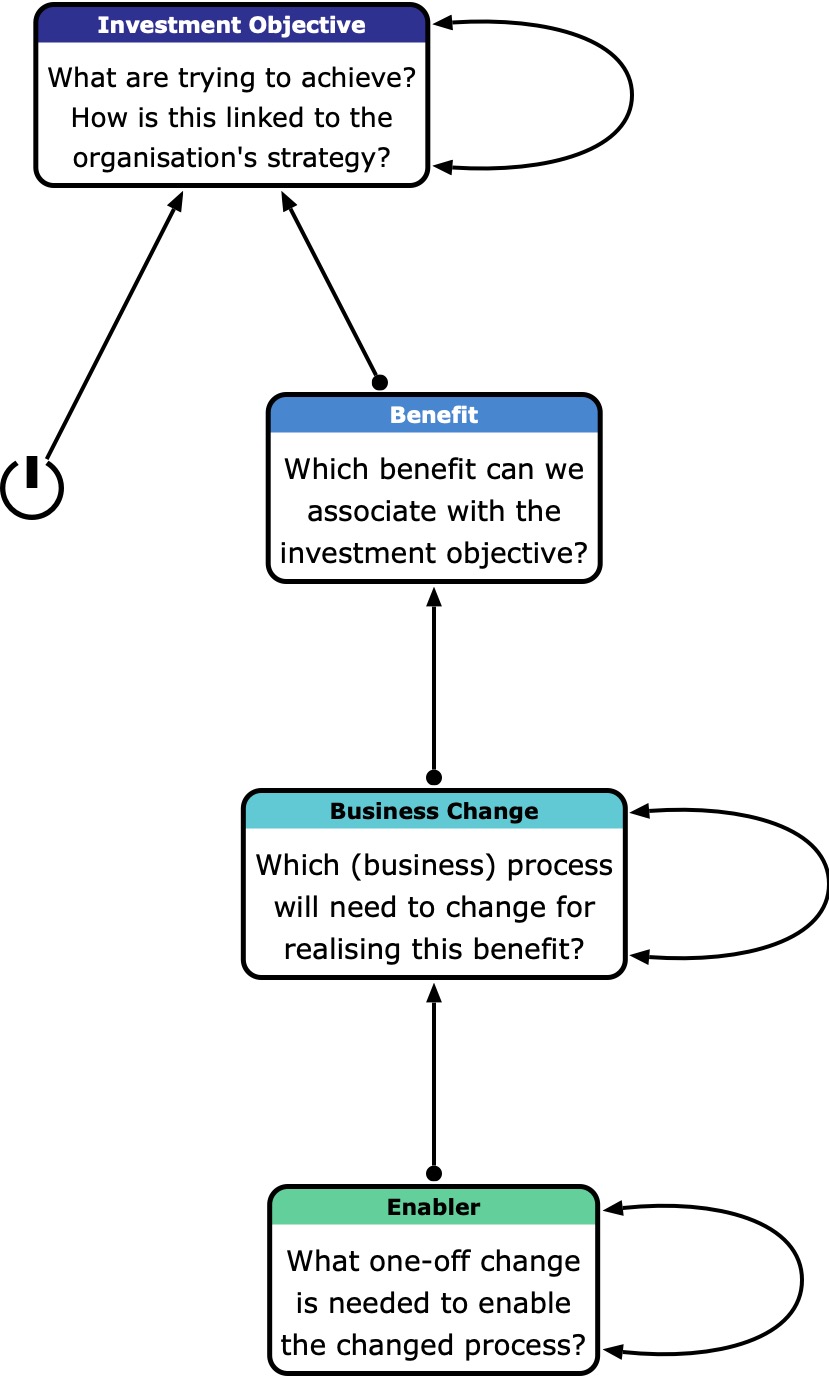 Investment Objective
What are trying to achieve?
How is this linked to the
organisation's strategy?
Benefit
Which benefit can we
associate with the
investment objective?
Business Change
Which (business) process
will need to change for
realising this benefit?
Enabler
What one-off change
is needed to enable
the changed process?